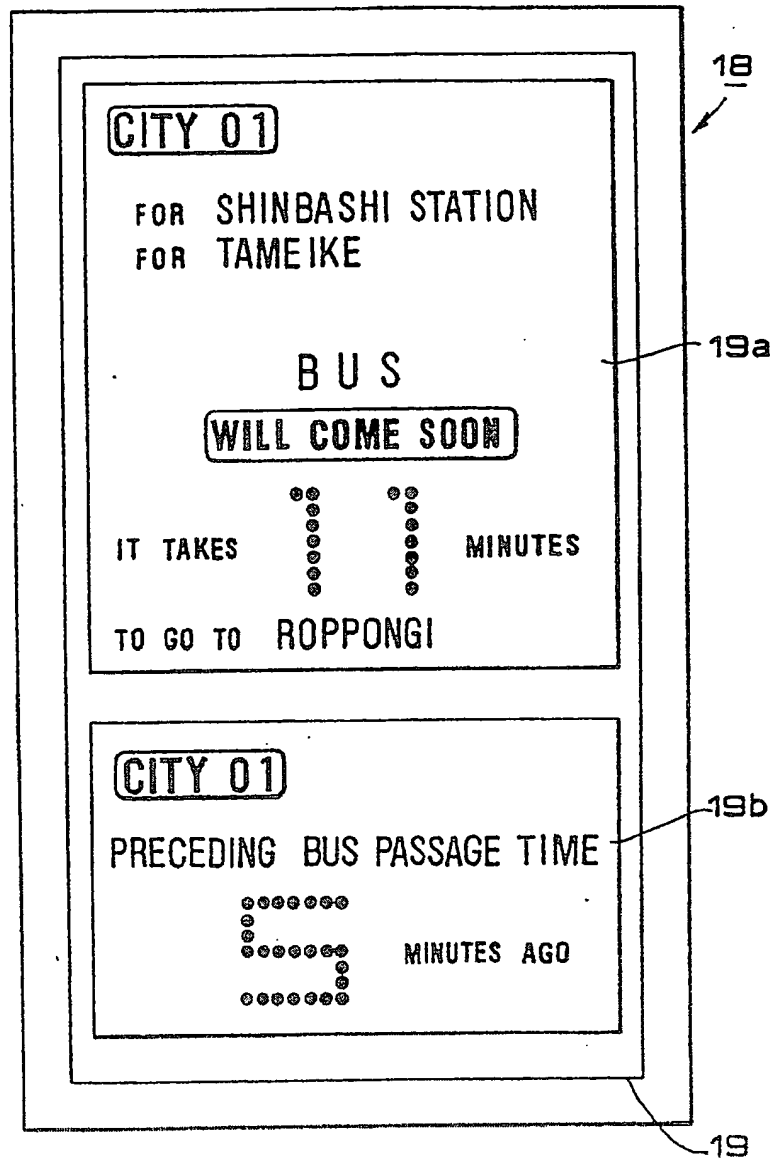 18
CITY 01
FOR SHINBASHI STATION
FOR TAMEIKE
19a
BUS
WILL COME SOON
IT TAKES 11 MINUTES
TO GO TO ROPPONGI
CITY 01
19b
PRECEDING BUS PASSAGE TIME
5 MINUTES AGO
19